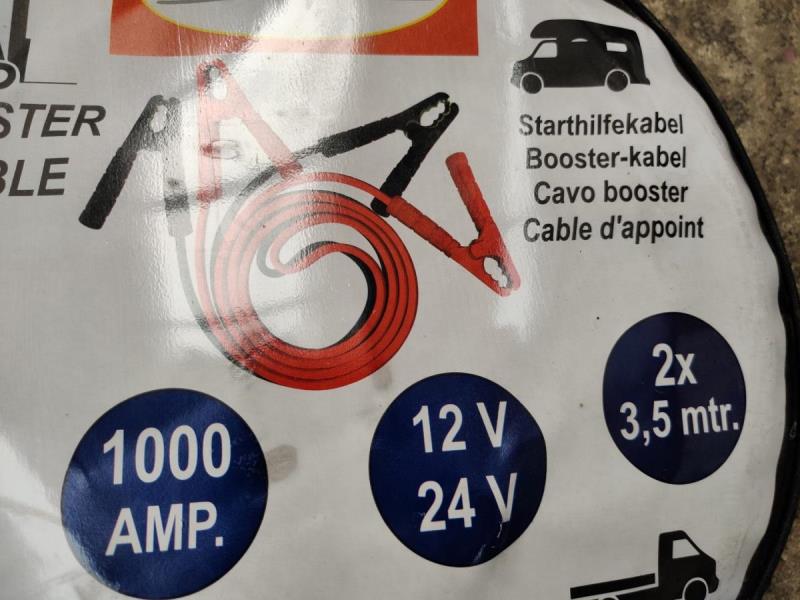 STER
BLE
Starthilfekabel
Booster-kabel
Cavo booster
Cable d'appoint
1000
AMP.
12 V
24 V
2x
3,5 mtr.